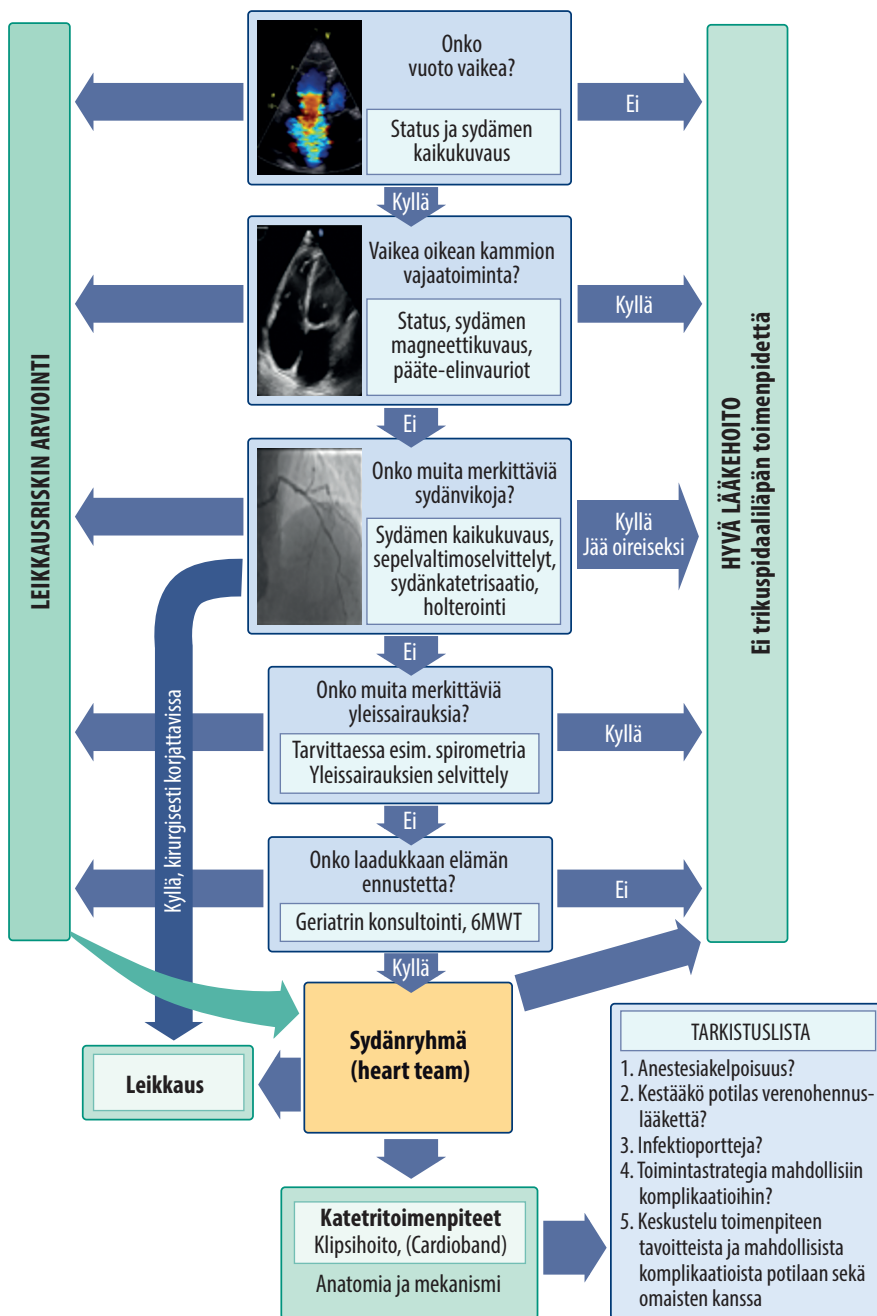 Onko
vuoto vaikea?
Status ja sydämen
kaikukuvaus
Ei
Kyllä
Vaikea oikean kammion
vajaatoiminta?
Status, sydämen
magneettikuvaus,
pääte-elinvauriot
Kyllä
Ei
LEIKKAUSRISKIN ARVIOINTI
HYVÄ LÄÄKEHOITO
Ei trikuspidaaliläpän toimenpidettä
Onko muita merkittäviä
sydänvikoja?
Sydämen kaikukuvaus,
sepelvaltimoselvittelyt,
sydänkatetrisaatio,
holterointi
Kyllä
Jää oireiseksi
Ei
Kyllä, kirurgisesti korjattavissa
Onko muita merkittäviä
yleissairauksia?
Tarvittaessa esim. spirometria
Yleissairauksien selvittely
Kyllä
Ei
Onko laadukkaan elämän
ennustetta?
Geriatrin konsultointi, 6MWT
Ei
Kyllä
Sydänryhmä
(heart team)
Leikkaus
Katetritoimenpiteet
Klipsihoito, (Cardioband)
Anatomia ja mekanismi
TARKISTUSLISTA
1. Anestesiakelpoisuus?
2. Kestääkö potilas verenohennus-
lääkettä?
3. Infektioportteja?
4. Toimintastrategia mahdollisiin
komplikaatioihin?
5. Keskustelu toimenpiteen
tavoitteista ja mahdollisista
komplikaatioista potilaan sekä
omaisten kanssa